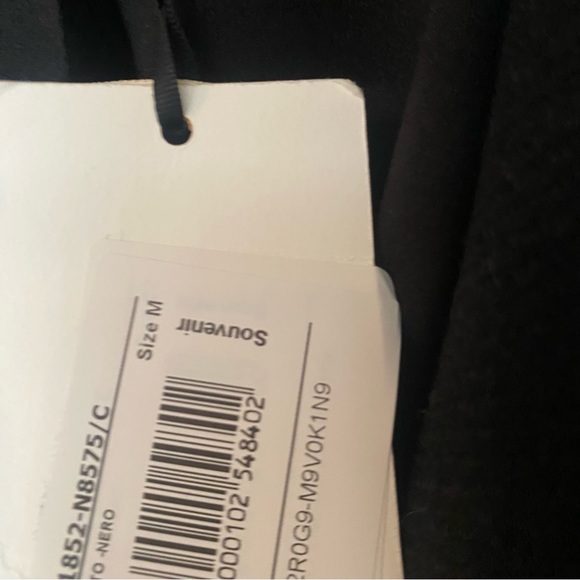 1852-N8575/C
TO -NERO
Size M
Souvenir
000102 548402
2R0G9-M9V0K1N9